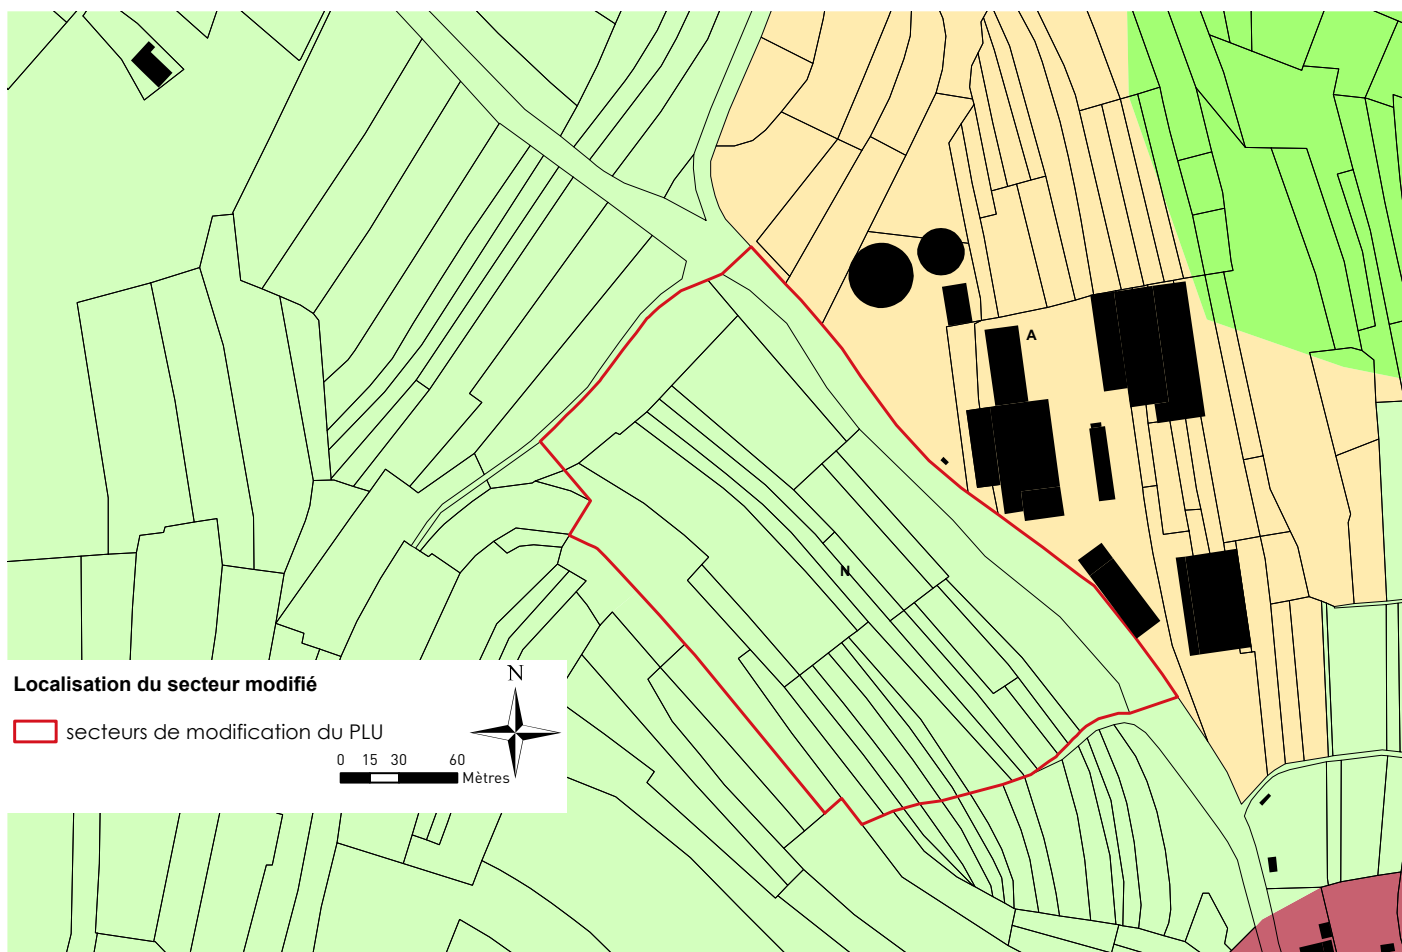 A
N
Localisation du secteur modifié
N
secteurs de modification du PLU
0 15 30 60
Mètres